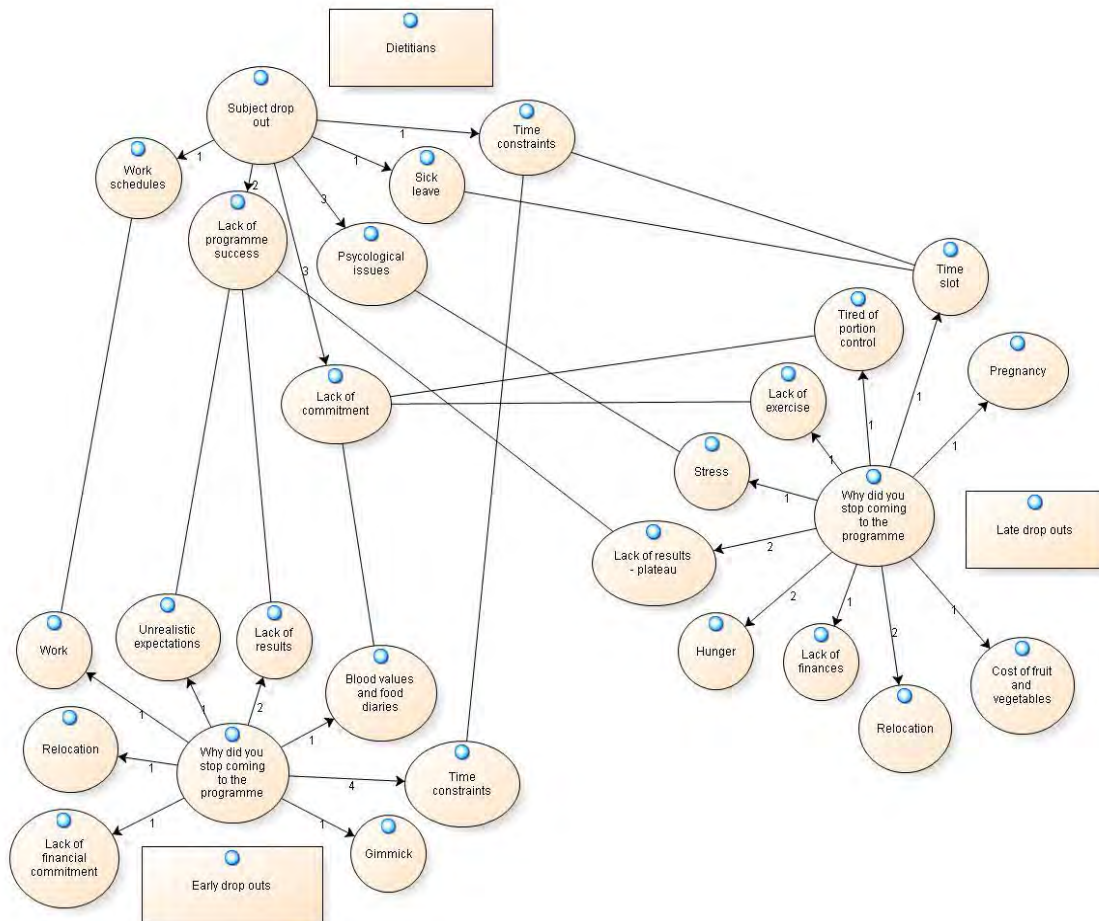 Dietitians
Subject drop
out
1
Time
constraints
1
Work
schedules
1
Sick
leave
2
Lack of
programme
success
3
Psycological
issues
3
Time
slot
Tired of
portion
control
Pregnancy
Lack of
commitment
Lack of
exercise
1
1
1
1
Stress
1
Why did you
stop coming
to the
programme
Late drop outs
2
Lack of results
- plateau
2
1
2
1
Hunger
Lack of
finances
Relocation
Cost of fruit
and
vegetables
Work
Unrealistic
expectations
Lack of
results
Blood values
and food
diaries
1
1
2
1
Relocation
1
Why did you
stop coming
to the
programme
4
Time
constraints
1
1
Lack of
financial
commitment
Gimmick
Early drop outs